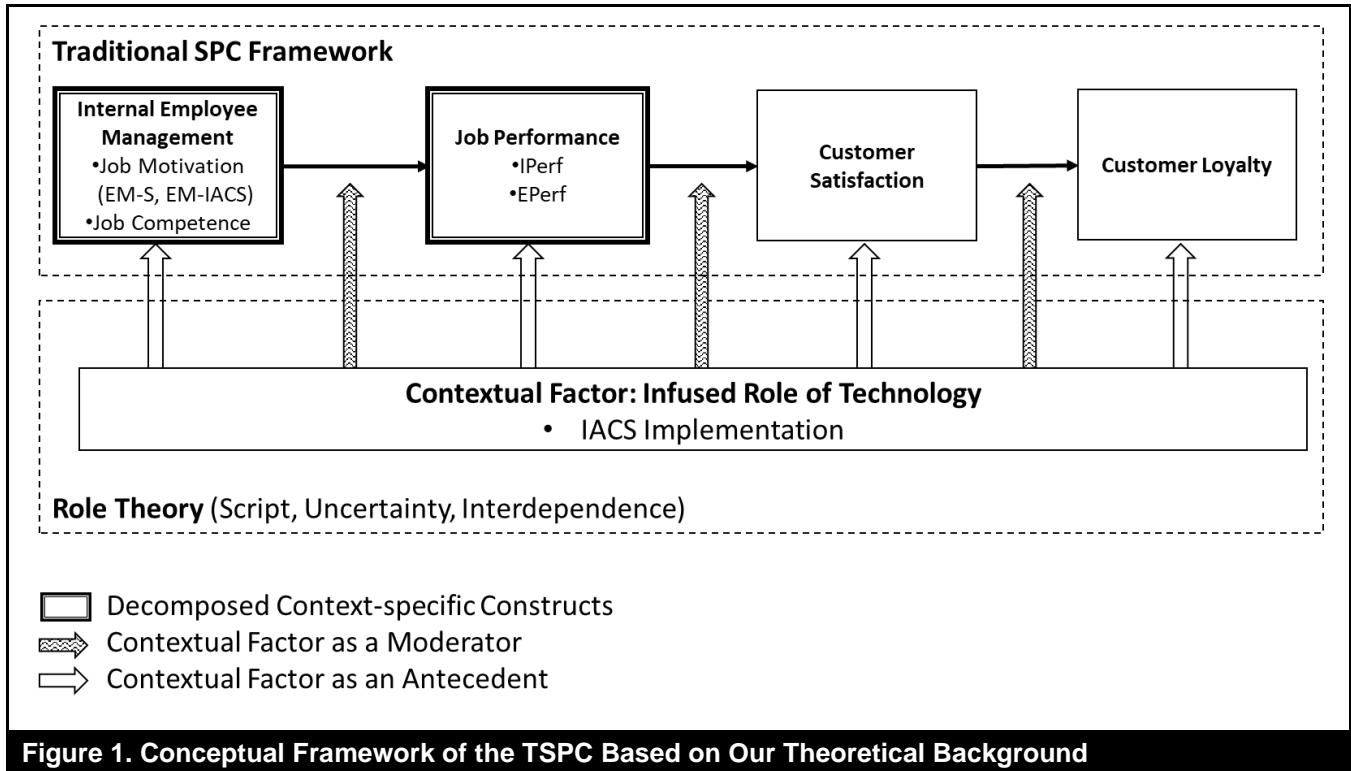 Traditional SPC Framework
Internal Employee
Management
•Job Motivation
(EM-S, EM-IACS)
•Job Competence
Job Performance
•IPerf
•EPerf
Customer
Satisfaction
Customer Loyalty
Contextual Factor: Infused Role of Technology
• IACS Implementation
Role Theory (Script, Uncertainty, Interdependence)
Decomposed Context-specific Constructs
Contextual Factor as a Moderator
Contextual Factor as an Antecedent
Figure 1. Conceptual Framework of the TSPC Based on Our Theoretical Background